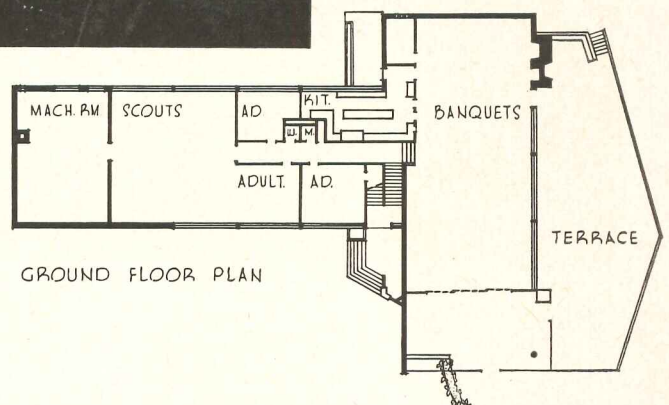 MACH. RM.
SCOUTS
AD.
KIT.
W.
M.
BANQUETS
ADULT.
AD.
TERRACE
GROUND FLOOR PLAN